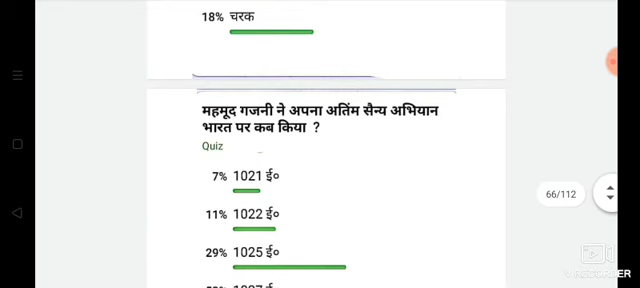 18% चरक
महमूद गजनी ने अपना अतिंम सैन्य अभियान
भारत पर कब किया ?
Quiz
7% 1021 ई०
11% 1022 ई०
29% 1025 ई०
66/112